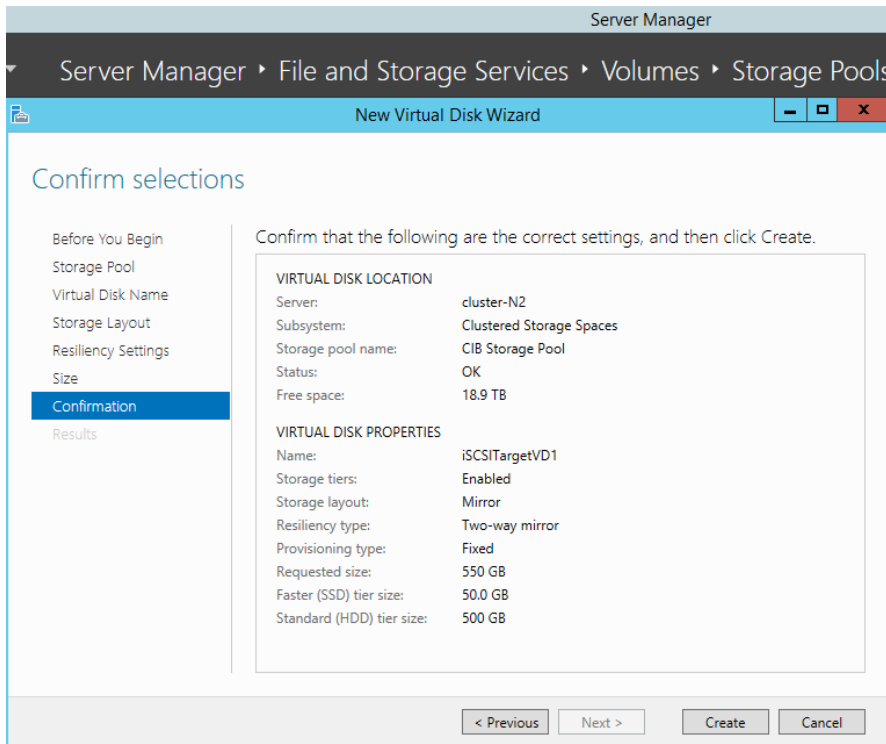 Server Manager
Server Manager ‣ File and Storage Services ‣ Volumes ‣ Storage Pools
New Virtual Disk Wizard
Confirm selections
Before You Begin
Storage Pool
Virtual Disk Name
Storage Layout
Resiliency Settings
Size
Confirmation
Results
Confirm that the following are the correct settings, and then click Create.
VIRTUAL DISK LOCATION
Server: cluster-N2
Subsystem: Clustered Storage Spaces
Storage pool name: CIB Storage Pool
Status: OK
Free space: 18.9 TB
VIRTUAL DISK PROPERTIES
Name: iSCSITargetVD1
Storage tiers: Enabled
Storage layout: Mirror
Resiliency type: Two-way mirror
Provisioning type: Fixed
Requested size: 550 GB
Faster (SSD) tier size: 50.0 GB
Standard (HDD) tier size: 500 GB
< Previous Next > Create Cancel